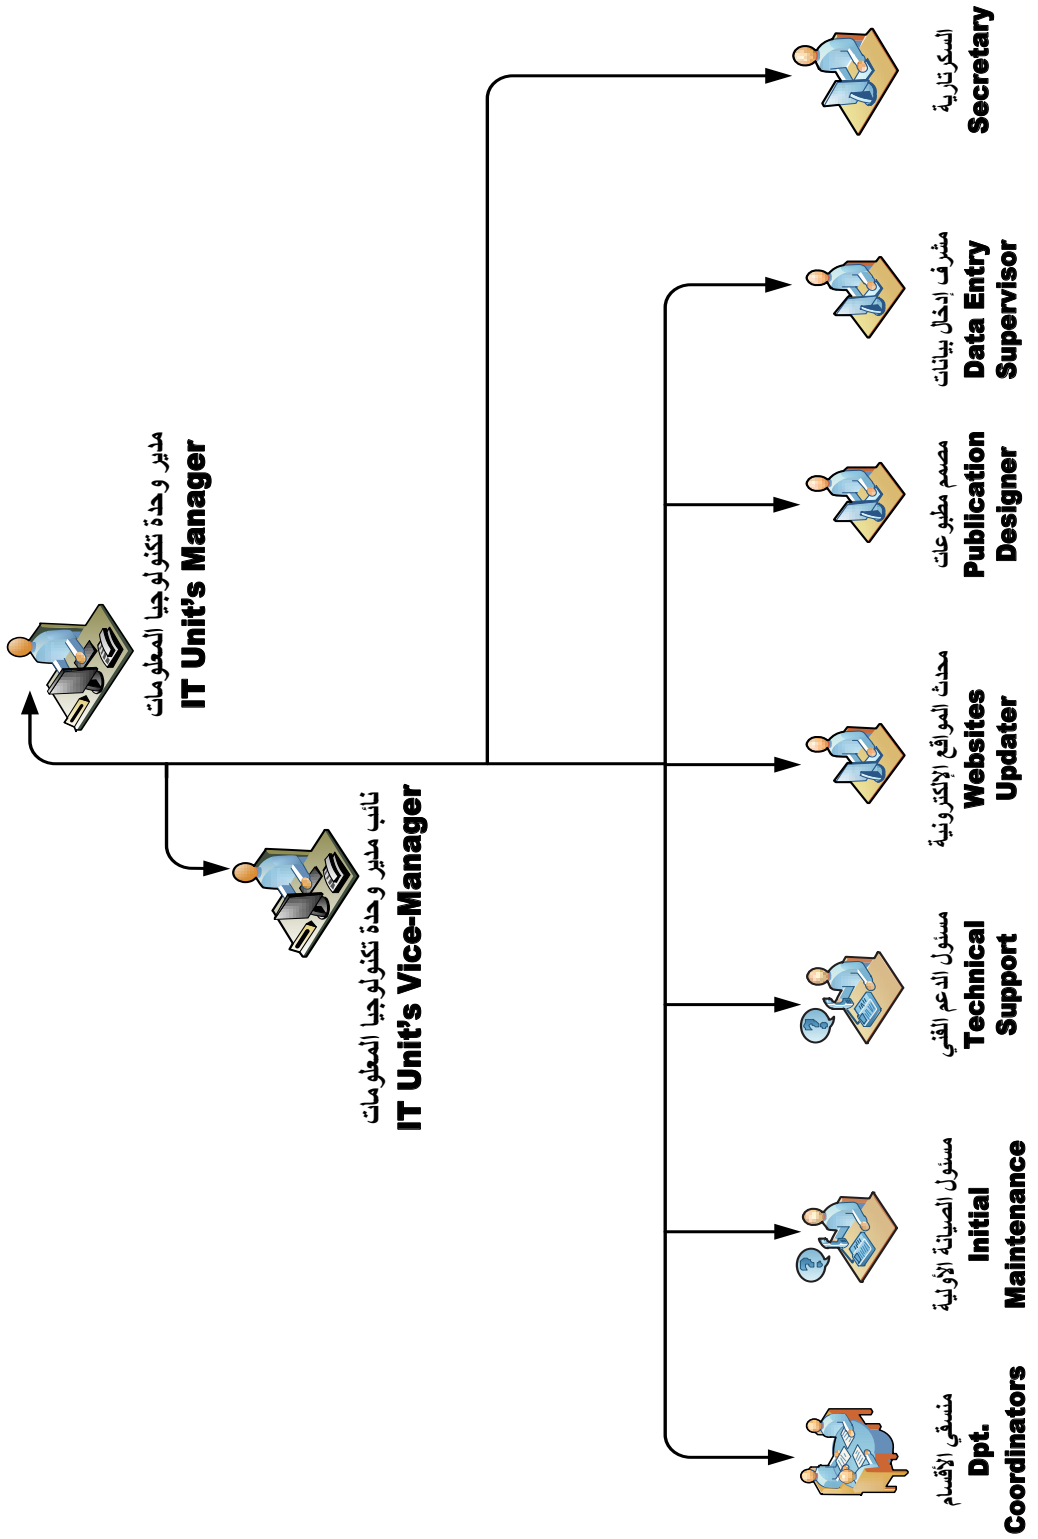 مدير وحدة تكنولوجيا المعلومات
IT Unit's Manager
نائب مدير وحدة تكنولوجيا المعلومات
IT Unit's Vice-Manager
منسقي الأقسام
Dpt.
Coordinators
مسئول الصيانة الأولية
Initial
Maintenance
مسئول الدعم الفني
Technical
Support
محدث المواقع الإلكترونية
Websites
Updater
مصمم مطبوعات
Publication
Designer
مشرف إدخال بيانات
Data Entry
Supervisor
السكرتارية
Secretary